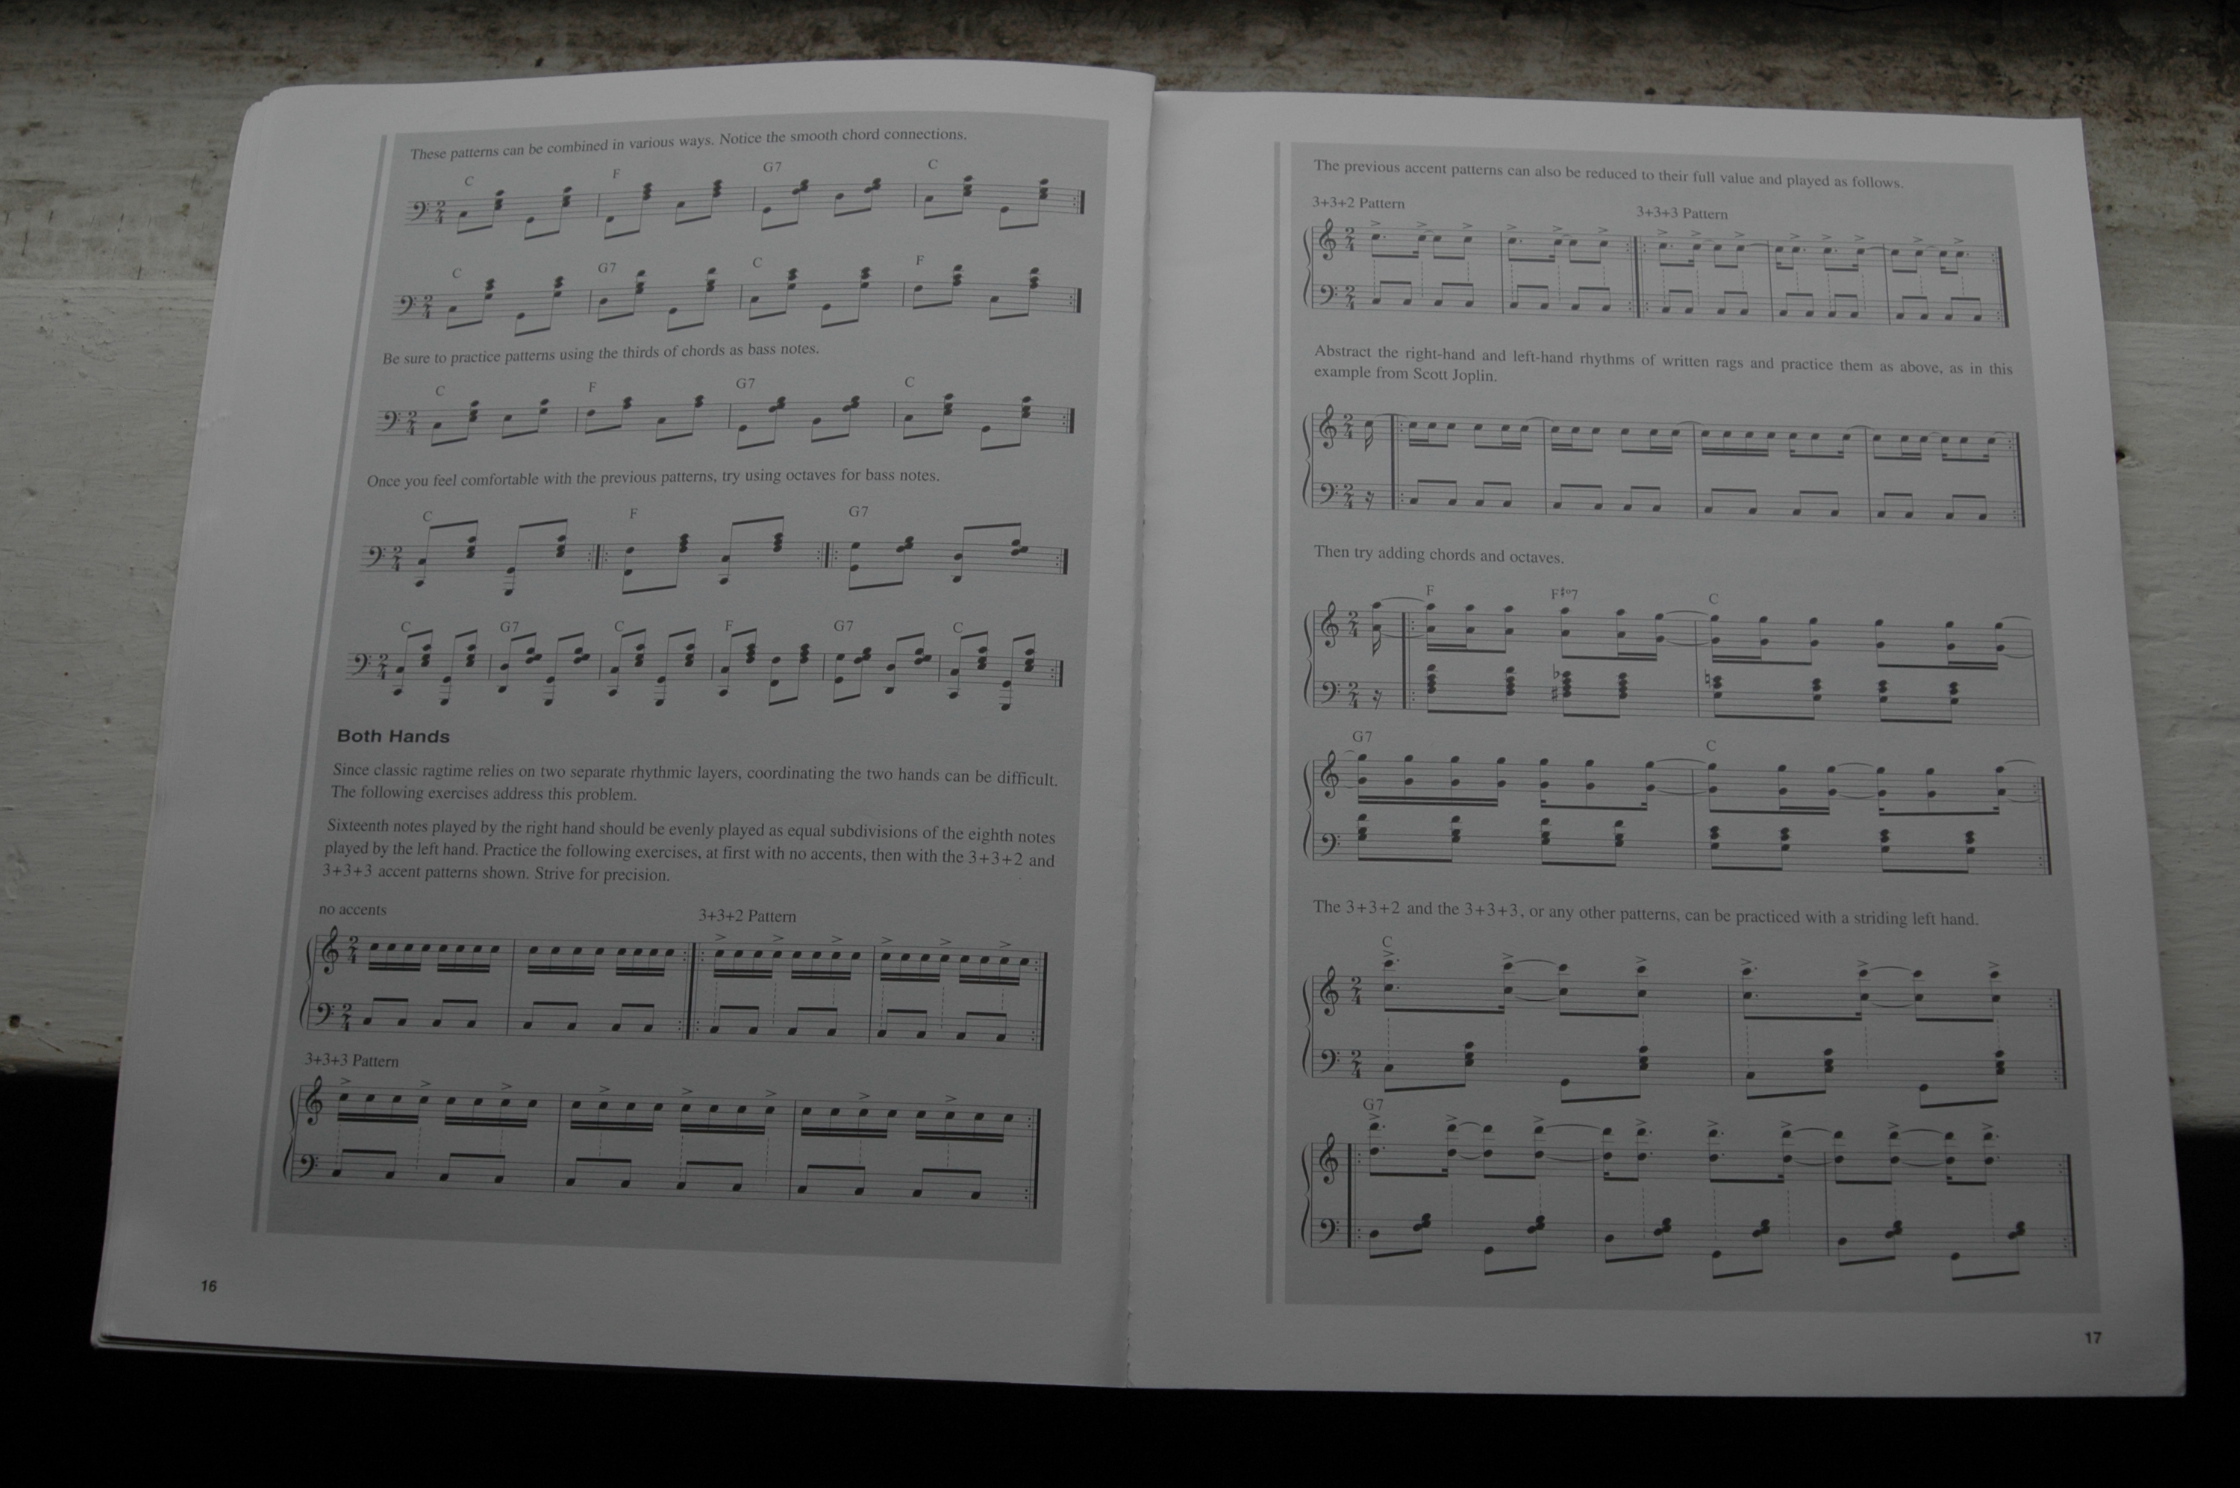 These patterns can be combined in various ways. Notice the smooth chord connections.
C F G7 C
C G7 C F
Be sure to practice patterns using the thirds of chords as bass notes.
C F G7 C
Once you feel comfortable with the previous patterns, try using octaves for bass notes.
C F G7
C G7 C F G7 C
Both Hands
Since classic ragtime relies on two separate rhythmic layers, coordinating the two hands can be difficult.
The following exercises address this problem.
Sixteenth notes played by the right hand should be evenly played as equal subdivisions of the eighth notes
played by the left hand. Practice the following exercises, at first with no accents, then with the 3+3+2 and
3+3+3 accent patterns shown. Strive for precision.
no accents 3+3+2 Pattern
3+3+3 Pattern
16
The previous accent patterns can also be reduced to their full value and played as follows.
3+3+2 Pattern 3+3+3 Pattern
Abstract the right-hand and left-hand rhythms of written rags and practice them as above, as in this
example from Scott Joplin.
Then try adding chords and octaves.
F F♯°7 C
G7 C
The 3+3+2 and the 3+3+3, or any other patterns, can be practiced with a striding left hand.
C
G7
17